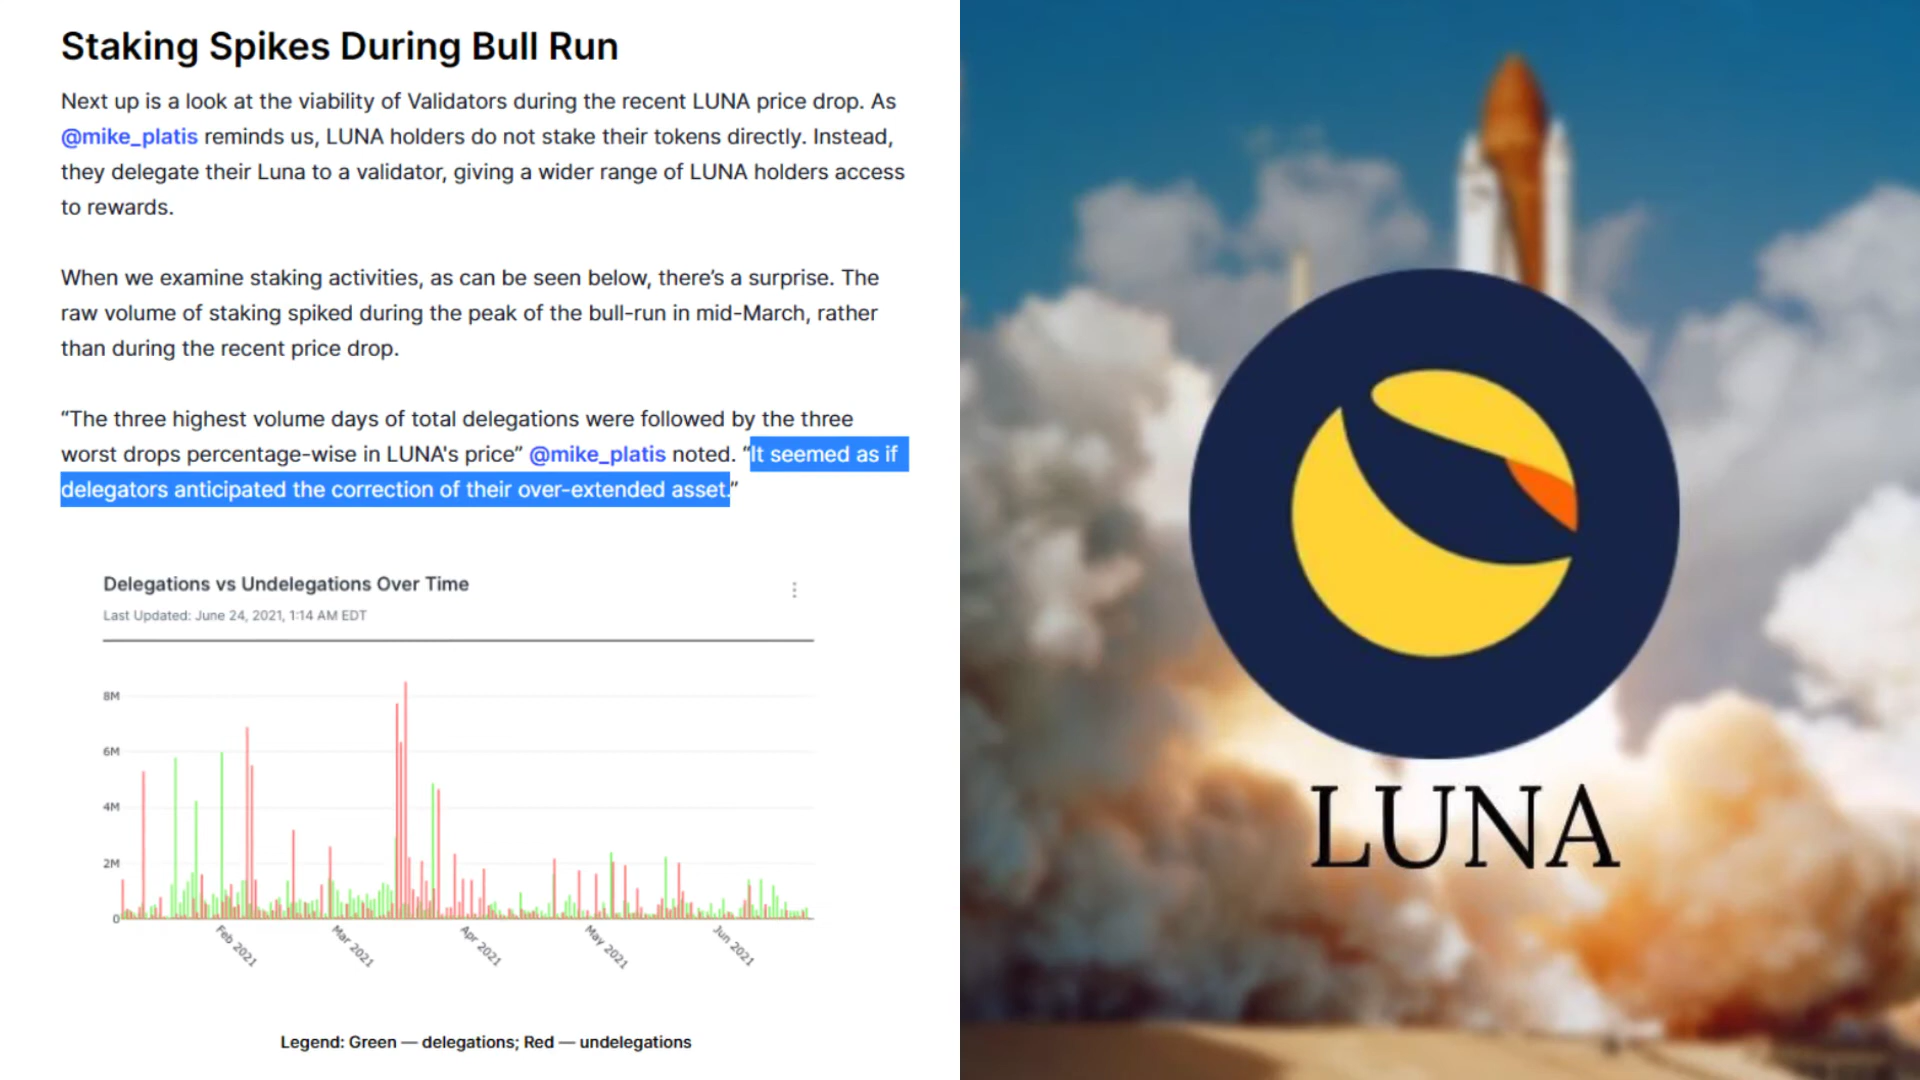 Staking Spikes During Bull Run
Next up is a look at the viability of Validators during the recent LUNA price drop. As
@mike_platis reminds us, LUNA holders do not stake their tokens directly. Instead,
they delegate their Luna to a validator, giving a wider range of LUNA holders access
to rewards.
When we examine staking activities, as can be seen below, there’s a surprise. The
raw volume of staking spiked during the peak of the bull-run in mid-March, rather
than during the recent price drop.
“The three highest volume days of total delegations were followed by the three
worst drops percentage-wise in LUNA's price” @mike_platis noted. “It seemed as if
delegators anticipated the correction of their over-extended asset.”
Delegations vs Undelegations Over Time
Last Updated: June 24, 2021, 1:14 AM EDT
8M
6M
4M
2M
0
Feb 2021
Mar 2021
Apr 2021
May 2021
Jun 2021
Legend: Green — delegations; Red — undelegations
LUNA